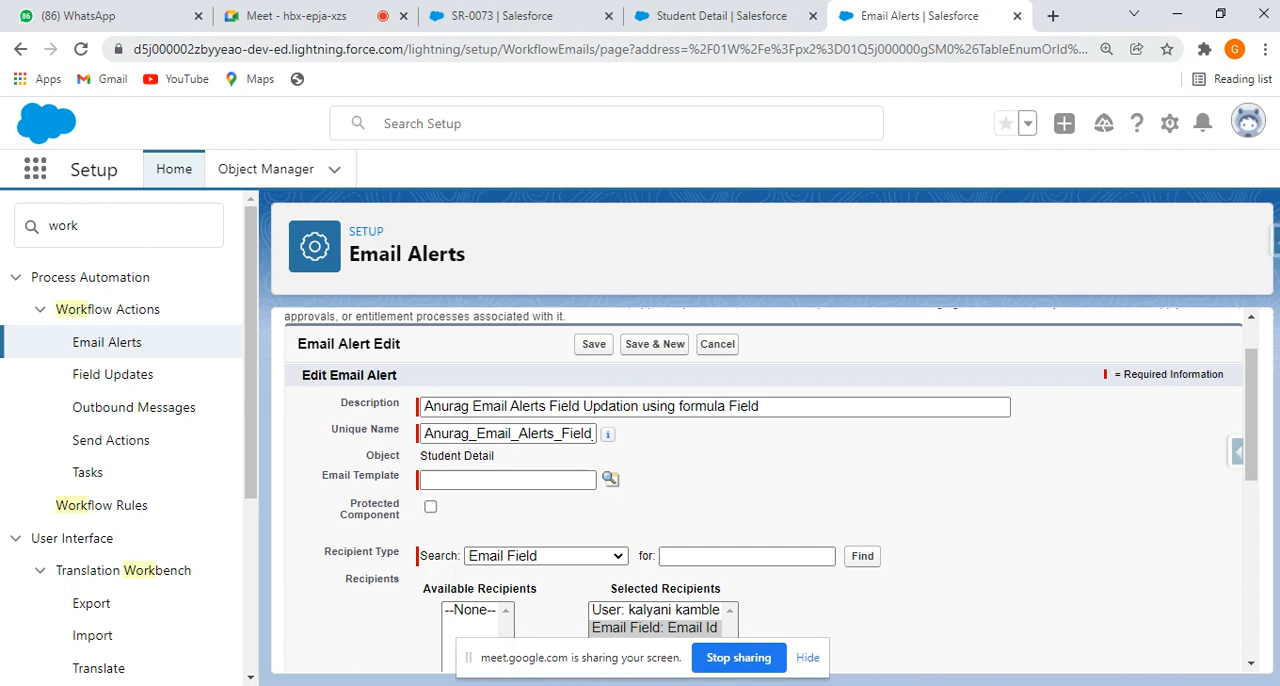 86 (86) WhatsApp
Meet - hbx-epja-xzs
SR-0073 | Salesforce
Student Detail | Salesforce
Email Alerts | Salesforce
d5j000002zbyyeao-dev-ed.lightning.force.com/lightning/setup/WorkflowEmails/page?address=%2F01W%2Fe%3Fpx2%3D01Q5j000000gSM0%26TableEnumOrId%...
G
Apps
Gmail
YouTube
Maps
Reading list
Search Setup
Setup
Home
Object Manager
work
Process Automation
Workflow Actions
Email Alerts
Field Updates
Outbound Messages
Send Actions
Tasks
Workflow Rules
User Interface
Translation Workbench
Export
Import
Translate
SETUP
Email Alerts
approvals, or entitlement processes associated with it.
Email Alert Edit
Save
Save & New
Cancel
Edit Email Alert
= Required Information
Description
Anurag Email Alerts Field Updation using formula Field
Unique Name
Anurag_Email_Alerts_Field_
Object
Student Detail
Email Template
Protected
Component
Recipient Type
Search: Email Field
for:
Find
Recipients
Available Recipients
Selected Recipients
--None--
User: kalyani kamble
Email Field: Email Id
meet.google.com is sharing your screen.
Stop sharing
Hide